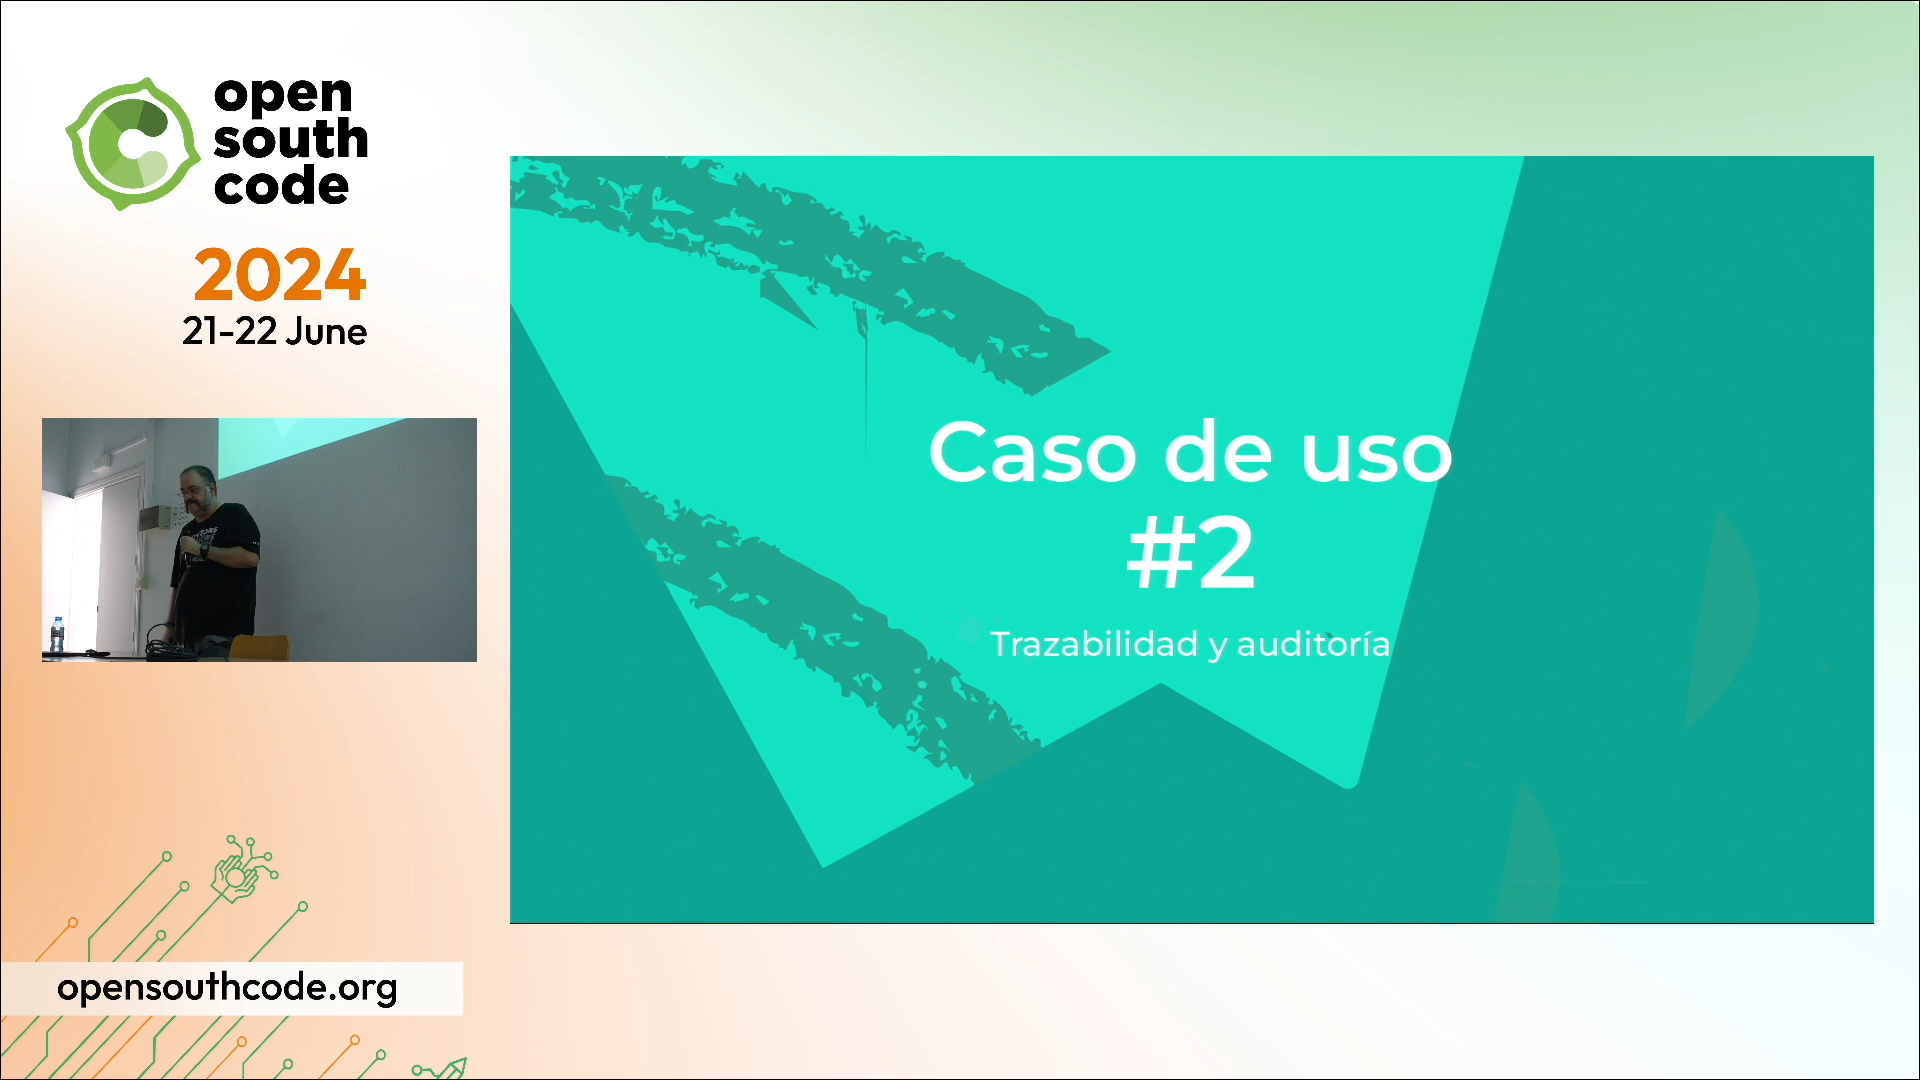 open
south
code
2024
21-22 June
Caso de uso
#2
Trazabilidad y auditoría
opensouthcode.org